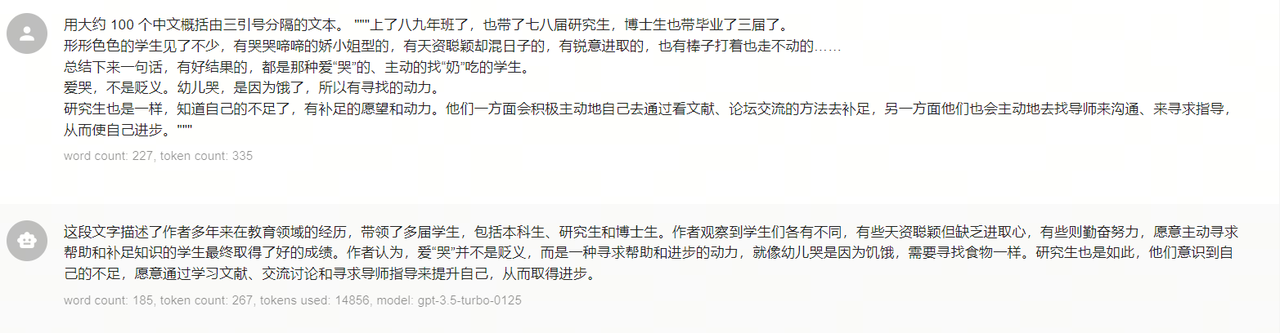 用大约 100 个中文概括由三引号分隔的文本。 """上了八九年班了，也带了七八届研究生，博士生也带毕业了三届了。
形形色色的学生见了不少，有哭哭啼啼的娇小姐型的，有天资聪颖却混日子的，有锐意进取的，也有棒子打着也走不动的……
总结下来一句话，有好结果的，都是那种爱“哭”的、主动的找“奶”吃的学生。
爱哭，不是贬义。幼儿哭，是因为饿了，所以有寻找的动力。
研究生也是一样，知道自己的不足了，有补足的愿望和动力。他们一方面会积极主动地自己去通过看文献、论坛交流的方法去补足，另一方面他们也会主动地去找导师来沟通、来寻求指导，
从而使自己进步。"""
word count: 227, token count: 335
这段文字描述了作者多年来在教育领域的经历，带领了多届学生，包括本科生、研究生和博士生。作者观察到学生们各有不同，有些天资聪颖但缺乏进取心，有些则勤奋努力，愿意主动寻求
帮助和补足知识的学生最终取得了好的成绩。作者认为，爱“哭”并不是贬义，而是一种寻求帮助和进步的动力，就像幼儿哭是因为饥饿，需要寻找食物一样。研究生也是如此，他们意识到自
己的不足，愿意通过学习文献、交流讨论和寻求导师指导来提升自己，从而取得进步。
word count: 185, token count: 267, tokens used: 14856, model: gpt-3.5-turbo-0125